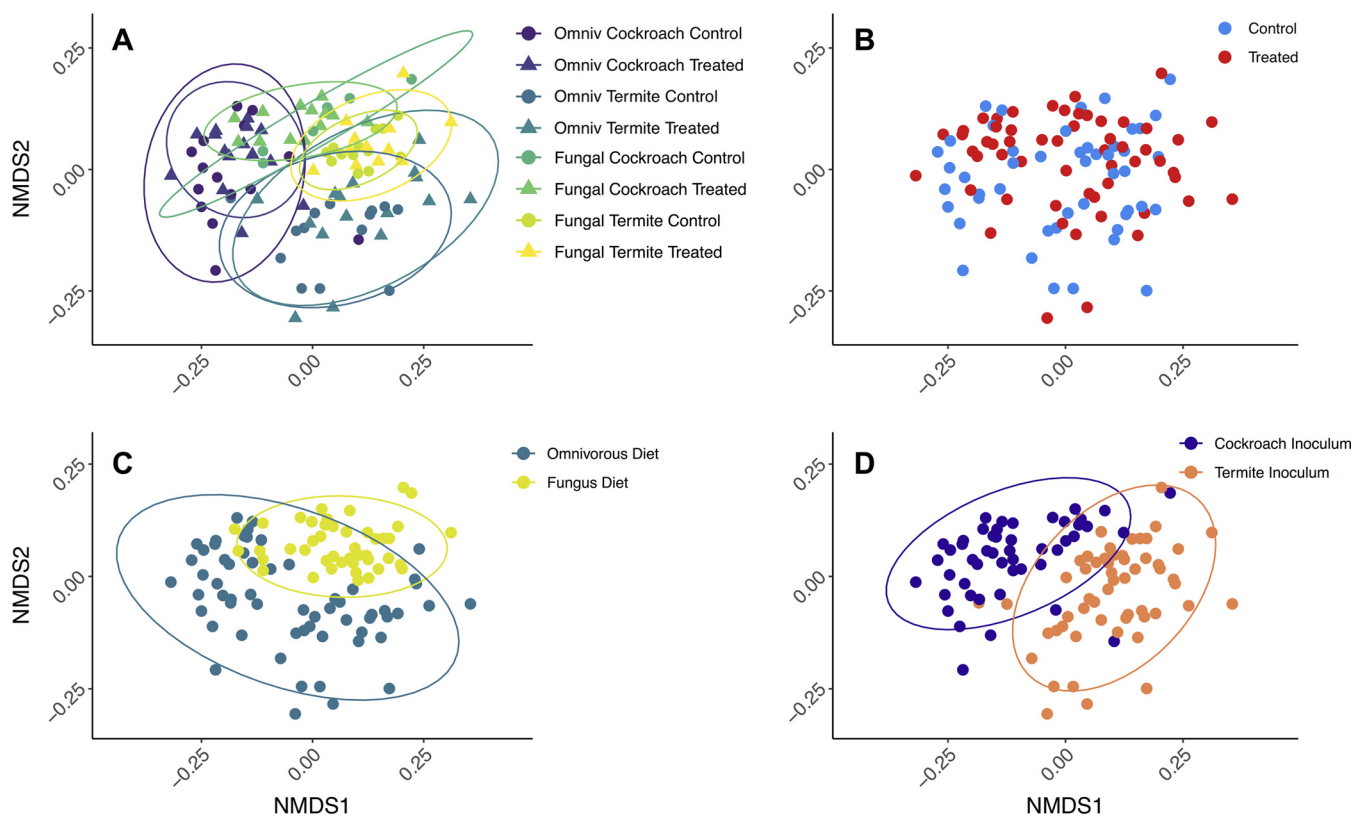 A
Omniv Cockroach Control
Omniv Cockroach Treated
Omniv Termite Control
Omniv Termite Treated
Fungal Cockroach Control
Fungal Cockroach Treated
Fungal Termite Control
Fungal Termite Treated
NMDS2
0.25
0.00
−0.25
−0.25
0.00
0.25
B
Control
Treated
0.25
0.00
−0.25
−0.25
0.00
0.25
C
Omnivorous Diet
Fungus Diet
NMDS2
0.25
0.00
−0.25
−0.25
0.00
0.25
NMDS1
D
Cockroach Inoculum
Termite Inoculum
0.25
0.00
−0.25
−0.25
0.00
0.25
NMDS1